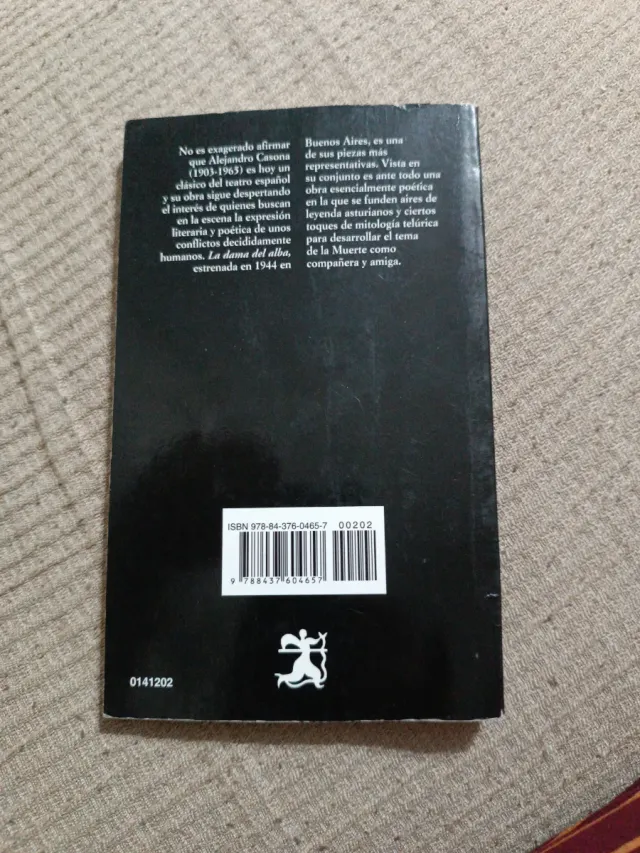 No es exagerado afirmar
que Alejandro Casona
(1903-1965) es hoy un
clásico del teatro español
y su obra sigue despertando
el interés de quienes buscan
en la escena la expresión
literaria y poética de unos
conflictos decididamente
humanos. La dama del alba,
estrenada en 1944 en
Buenos Aires, es una
de sus piezas más
representativas. Vista en
su conjunto es ante todo una
obra esencialmente poética
en la que se funden aires de
leyenda asturianos y ciertos
toques de mitología telúrica
para desarrollar el tema
de la Muerte como
compañera y amiga.
ISBN 978-84-376-0465-7 00202
9 788437 604657
0141202